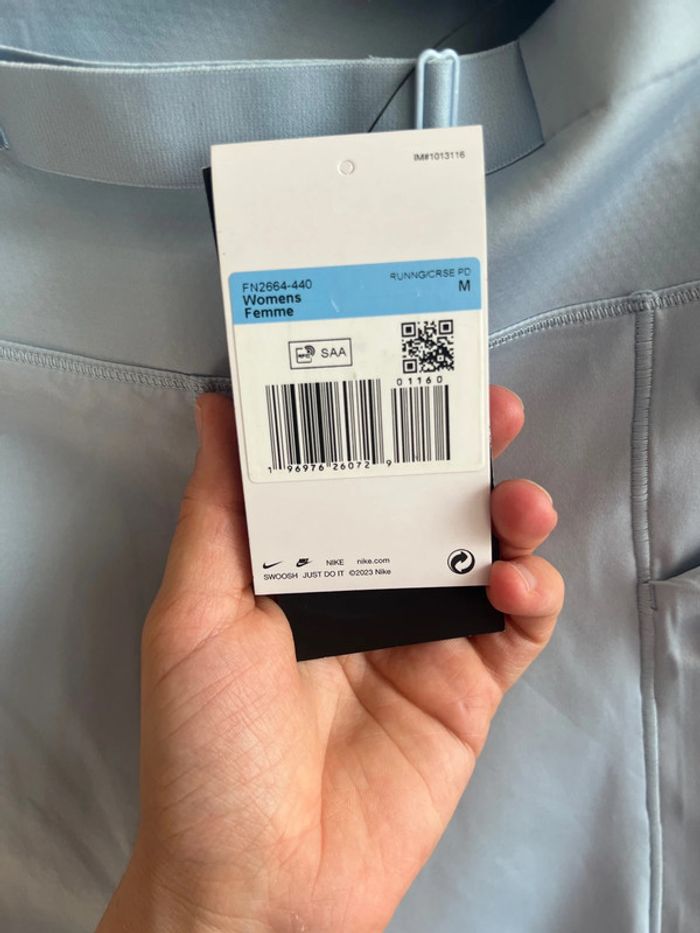 IM#1013116
FN2664-440
RUNNG/CRSE PD
Womens
M
Femme
SAA
01160
1 96976 26072 9
NIKE nike.com
SWOOSH JUST DO IT ©2023 Nike